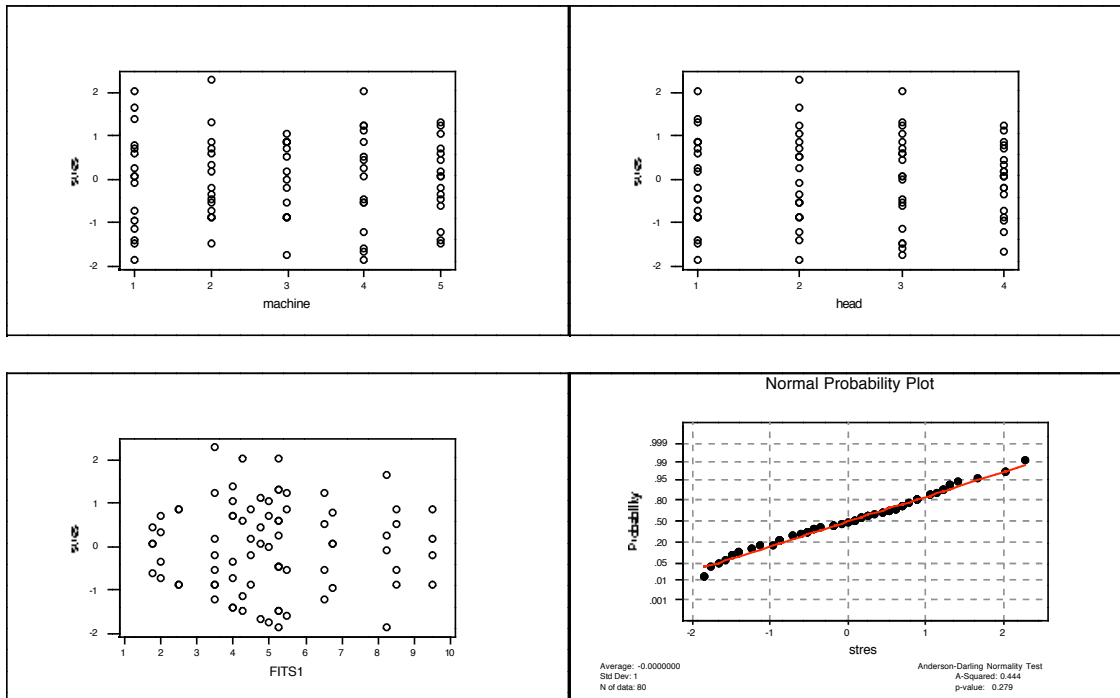 2
1
0
-1
-2
1 2 3 4 5
machine
2
1
0
-1
-2
1 2 3 4
head
2
1
0
-1
-2
1 2 3 4 5 6 7 8 9 10
FITS1
Normal Probability Plot
.999
.99
.95
.80
.50
.20
.05
.01
.001
Probability
-2 -1 0 1 2
stres
Average: -0.0000000
Std Dev: 1
N of data: 80
Anderson-Darling Normality Test
A-Squared: 0.444
p-value: 0.279